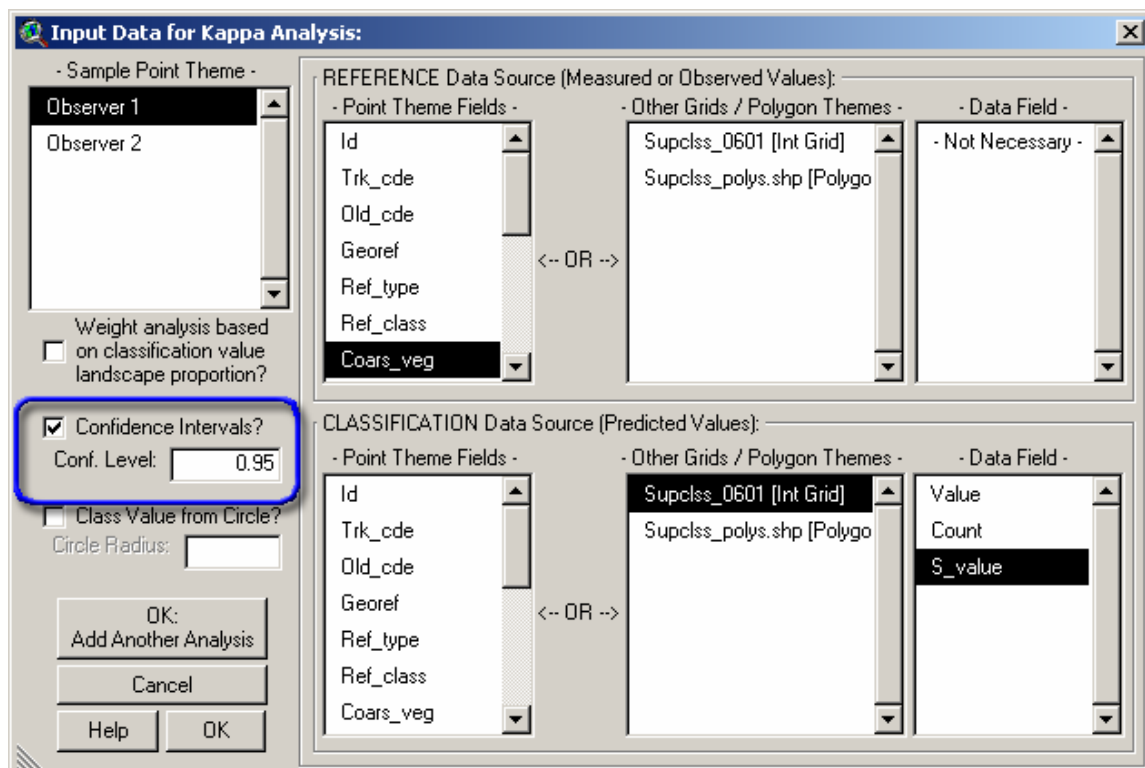 Input Data for Kappa Analysis:
- Sample Point Theme -
Observer 1
Observer 2
Weight analysis based
on classification value
landscape proportion?
Confidence Intervals?
Conf. Level: 0.95
Class Value from Circle?
Circle Radius:
OK:
Add Another Analysis
Cancel
Help OK
REFERENCE Data Source (Measured or Observed Values):
- Point Theme Fields -
Id
Trk_cde
Old_cde
Georef
Ref_type
Ref_class
Coars_veg
<-- OR -->
- Other Grids / Polygon Themes -
Supclss_0601 [Int Grid]
Supclss_polys.shp [Polygo
- Data Field -
- Not Necessary -
CLASSIFICATION Data Source (Predicted Values):
- Point Theme Fields -
Id
Trk_cde
Old_cde
Georef
Ref_type
Ref_class
Coars_veg
<-- OR -->
- Other Grids / Polygon Themes -
Supclss_0601 [Int Grid]
Supclss_polys.shp [Polygo
- Data Field -
Value
Count
S_value